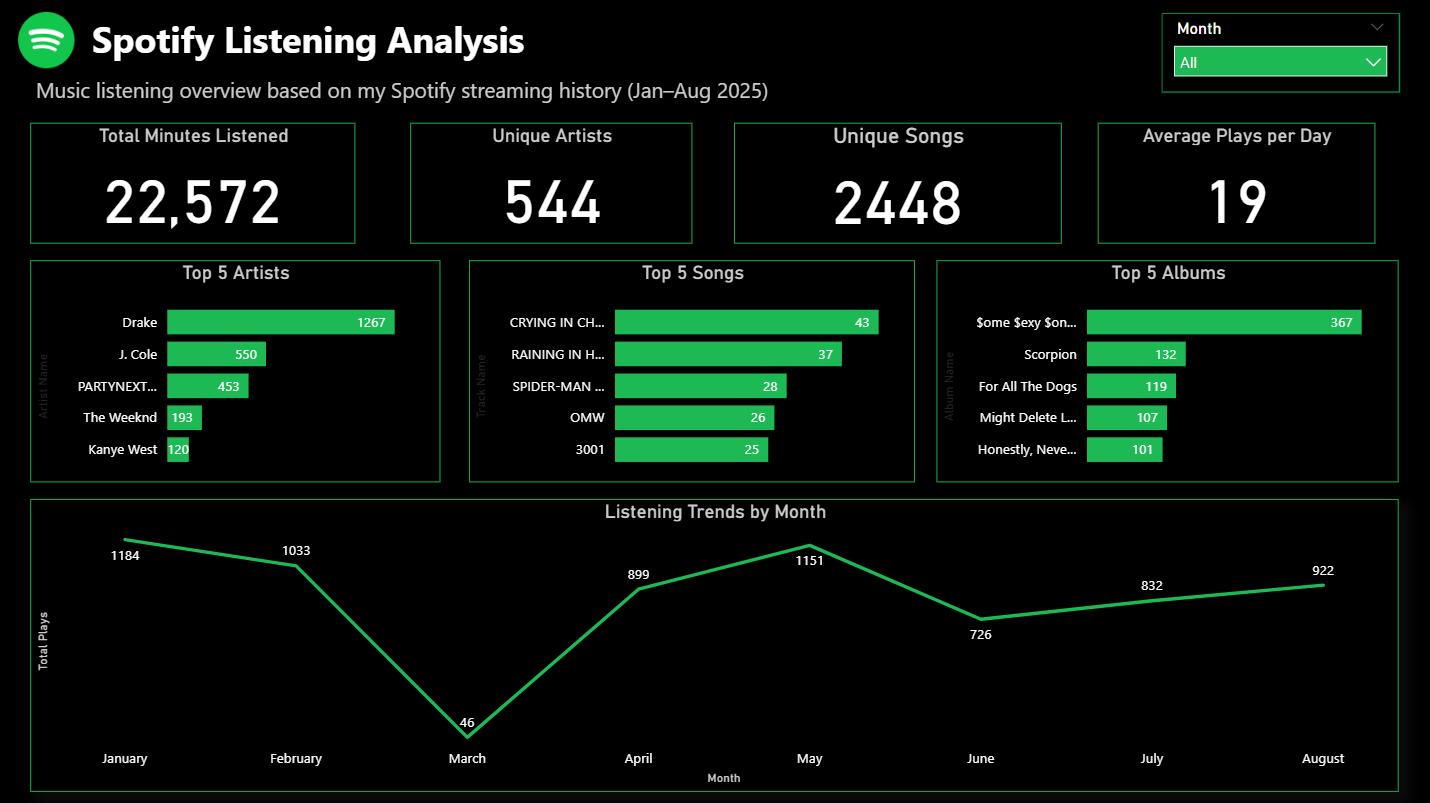 Spotify Listening Analysis
Month
All
Music listening overview based on my Spotify streaming history (Jan–Aug 2025)
Total Minutes Listened
22,572
Unique Artists
544
Unique Songs
2448
Average Plays per Day
19
Top 5 Artists
Artist Name
Drake 1267
J. Cole 550
PARTYNEXT... 453
The Weeknd 193
Kanye West 120
Top 5 Songs
Track Name
CRYING IN CH... 43
RAINING IN H... 37
SPIDER-MAN ... 28
OMW 26
3001 25
Top 5 Albums
Album Name
$ome $exy $on... 367
Scorpion 132
For All The Dogs 119
Might Delete L... 107
Honestly, Neve... 101
Listening Trends by Month
Total Plays
1184
1033
46
899
1151
726
832
922
January February March April May June July August
Month